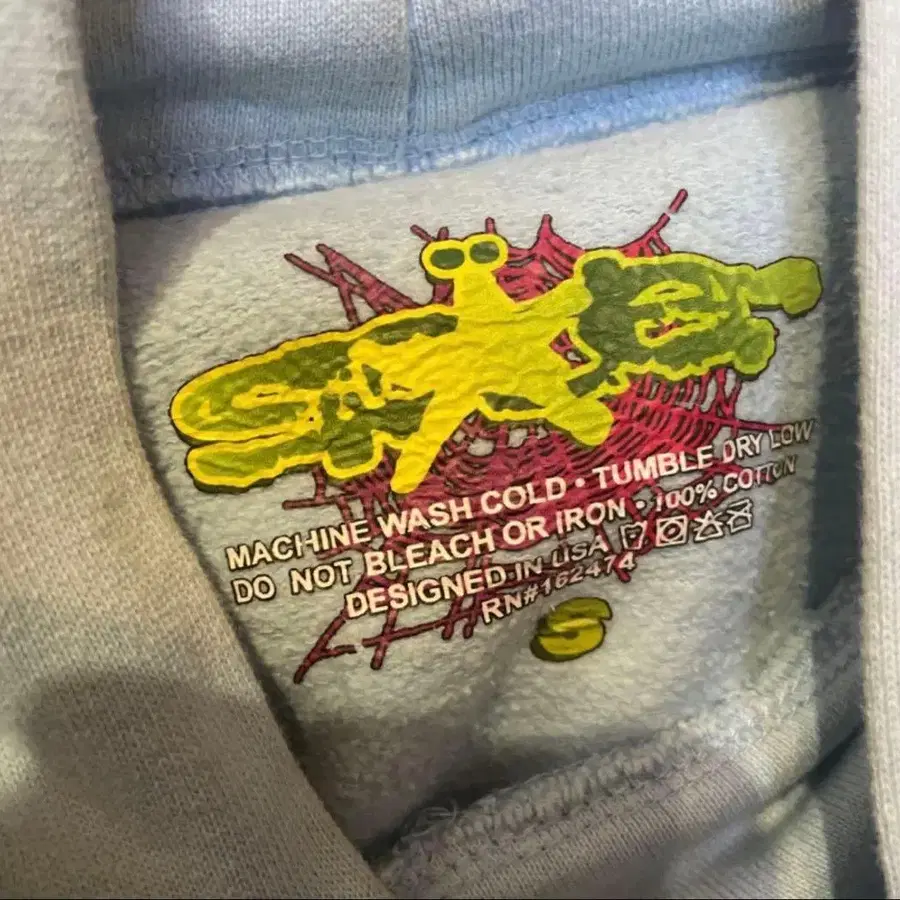 MACHINE WASH COLD • TUMBLE DRY LOW
DO NOT BLEACH OR IRON • 100% COTTON
DESIGNED IN USA
RN#162474
S